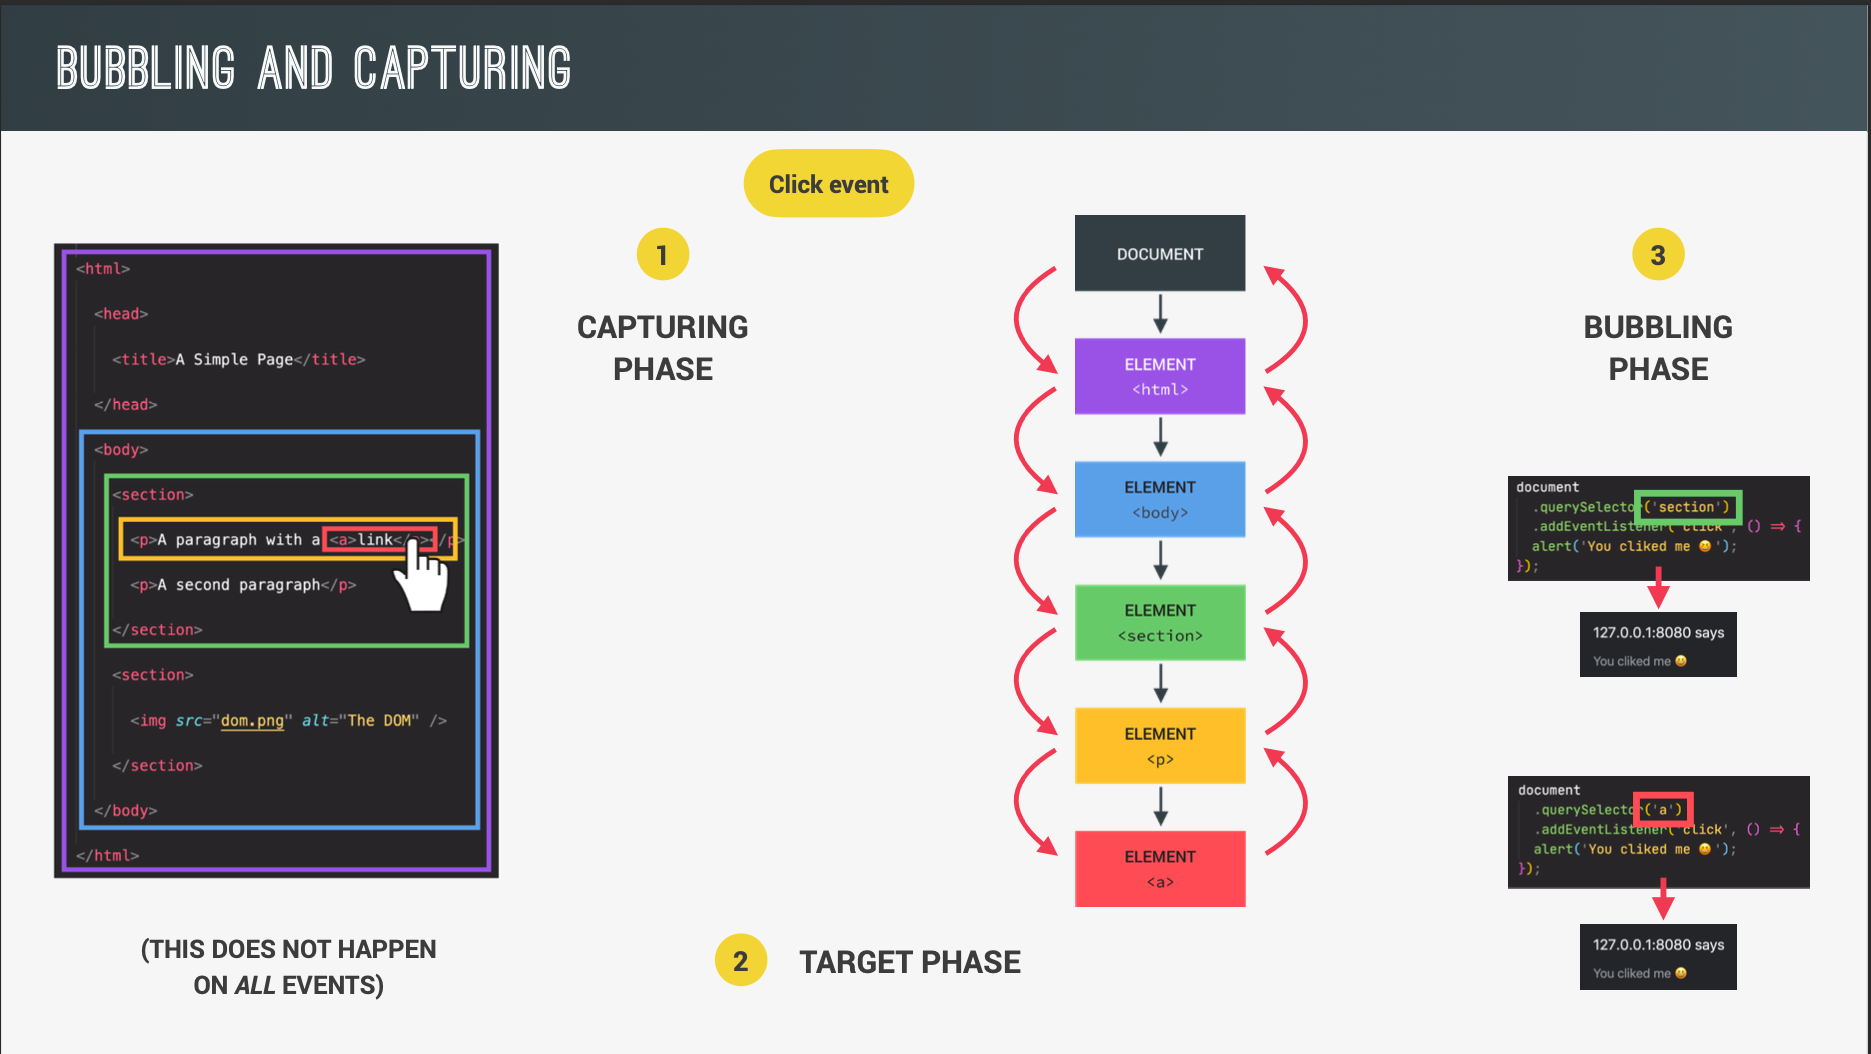 BUBBLING AND CAPTURING
Click event
<html>
<head>
<title>A Simple Page</title>
</head>
<body>
<section>
<p>A paragraph with a <a>link</a></p>
<p>A second paragraph</p>
</section>
<section>
<img src="dom.png" alt="The DOM" />
</section>
</body>
</html>
(THIS DOES NOT HAPPEN
ON ALL EVENTS)
1
CAPTURING
PHASE
DOCUMENT
ELEMENT
<html>
ELEMENT
<body>
ELEMENT
<section>
ELEMENT
<p>
ELEMENT
<a>
2
TARGET PHASE
3
BUBBLING
PHASE
document
.querySelector('section')
.addEventListener('click', () => {
alert('You cliked me 😄');
});
127.0.0.1:8080 says
You cliked me 😄
document
.querySelector('a')
.addEventListener('click', () => {
alert('You cliked me 😄');
});
127.0.0.1:8080 says
You cliked me 😄